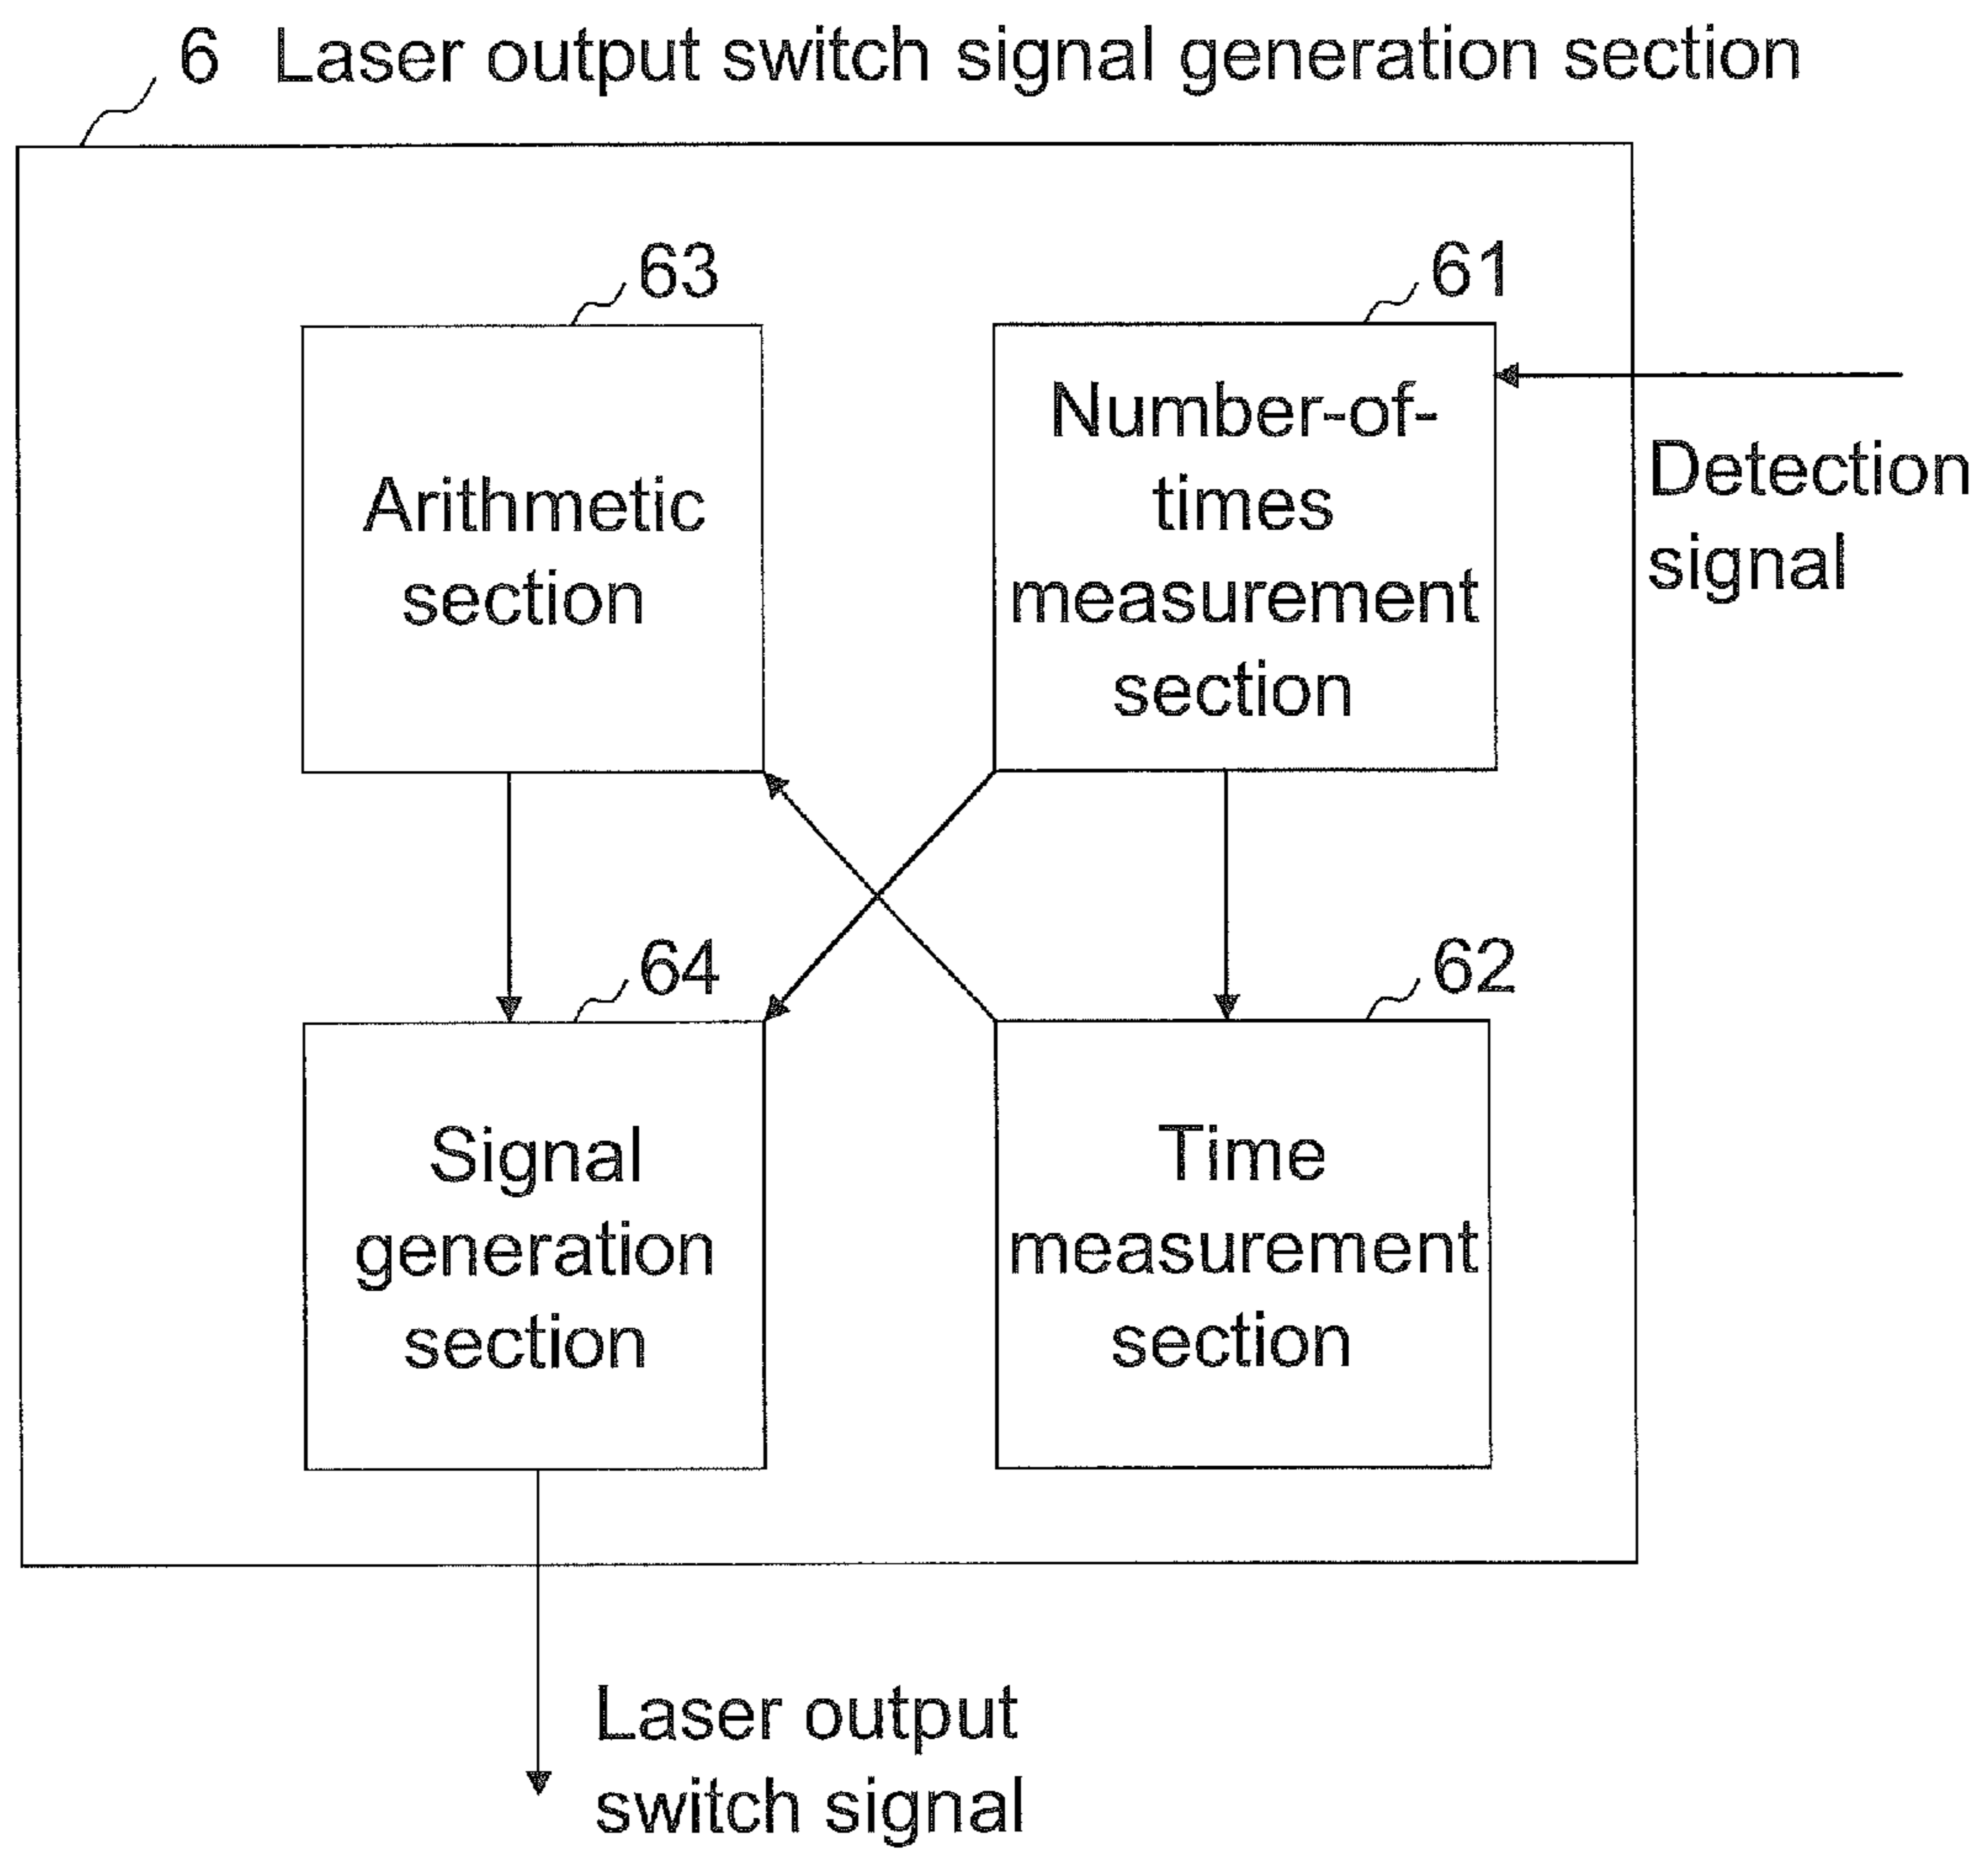 6 Laser output switch signal generation section
63
Arithmetic
section
61
Number-of-
times
measurement
section
Detection
signal
64
Signal
generation
section
62
Time
measurement
section
Laser output
switch signal